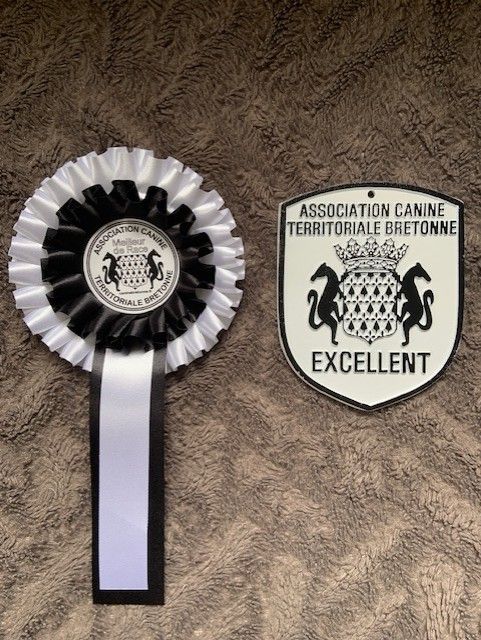 ASSOCIATION CANINE
Meilleur
de Race
TERRITORIALE BRETONNE
ASSOCIATION CANINE
TERRITORIALE BRETONNE
EXCELLENT